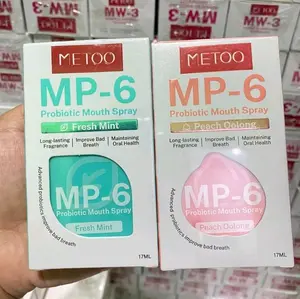 MW-3
METOO
MP-6
Probiotic Mouth Spray
Fresh Mint
Long-lasting Fragrance
Improve Bad Breath
Maintaining Oral Health
MP-6
Probiotic Mouth Spray
Fresh Mint
Advanced probiotics improve bad breath
17ML
MW-3
METOO
MP-6
Probiotic Mouth Spray
Peach Oolong
Long-lasting Fragrance
Improve Bad Breath
Maintaining Oral Health
MP-6
Probiotic Mouth Spray
Peach Oolong
Advanced probiotics improve bad breath
17ML